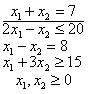 x₁ + x₂ = 7
2x₁ − x₂ ≤ 20
x₁ − x₂ = 8
x₁ + 3x₂ ≥ 15
x₁, x₂ ≥ 0